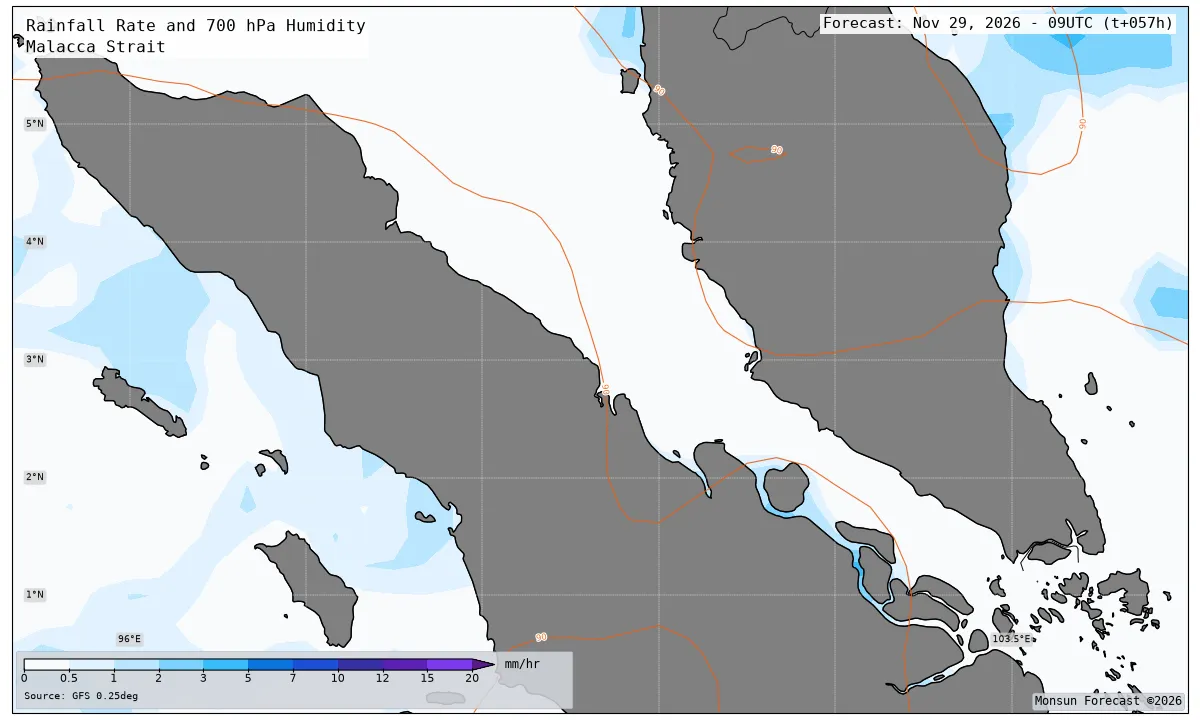 Rainfall Rate and 700 hPa Humidity
Malacca Strait
Forecast: Nov 29, 2026 - 09UTC (t+057h)
90
90
90
5°N
4°N
3°N
90
2°N
1°N
96°E
103.5°E
90
mm/hr
0 0.5 1 2 3 5 7 10 12 15 20
Source: GFS 0.25deg
Monsun Forecast ©2026